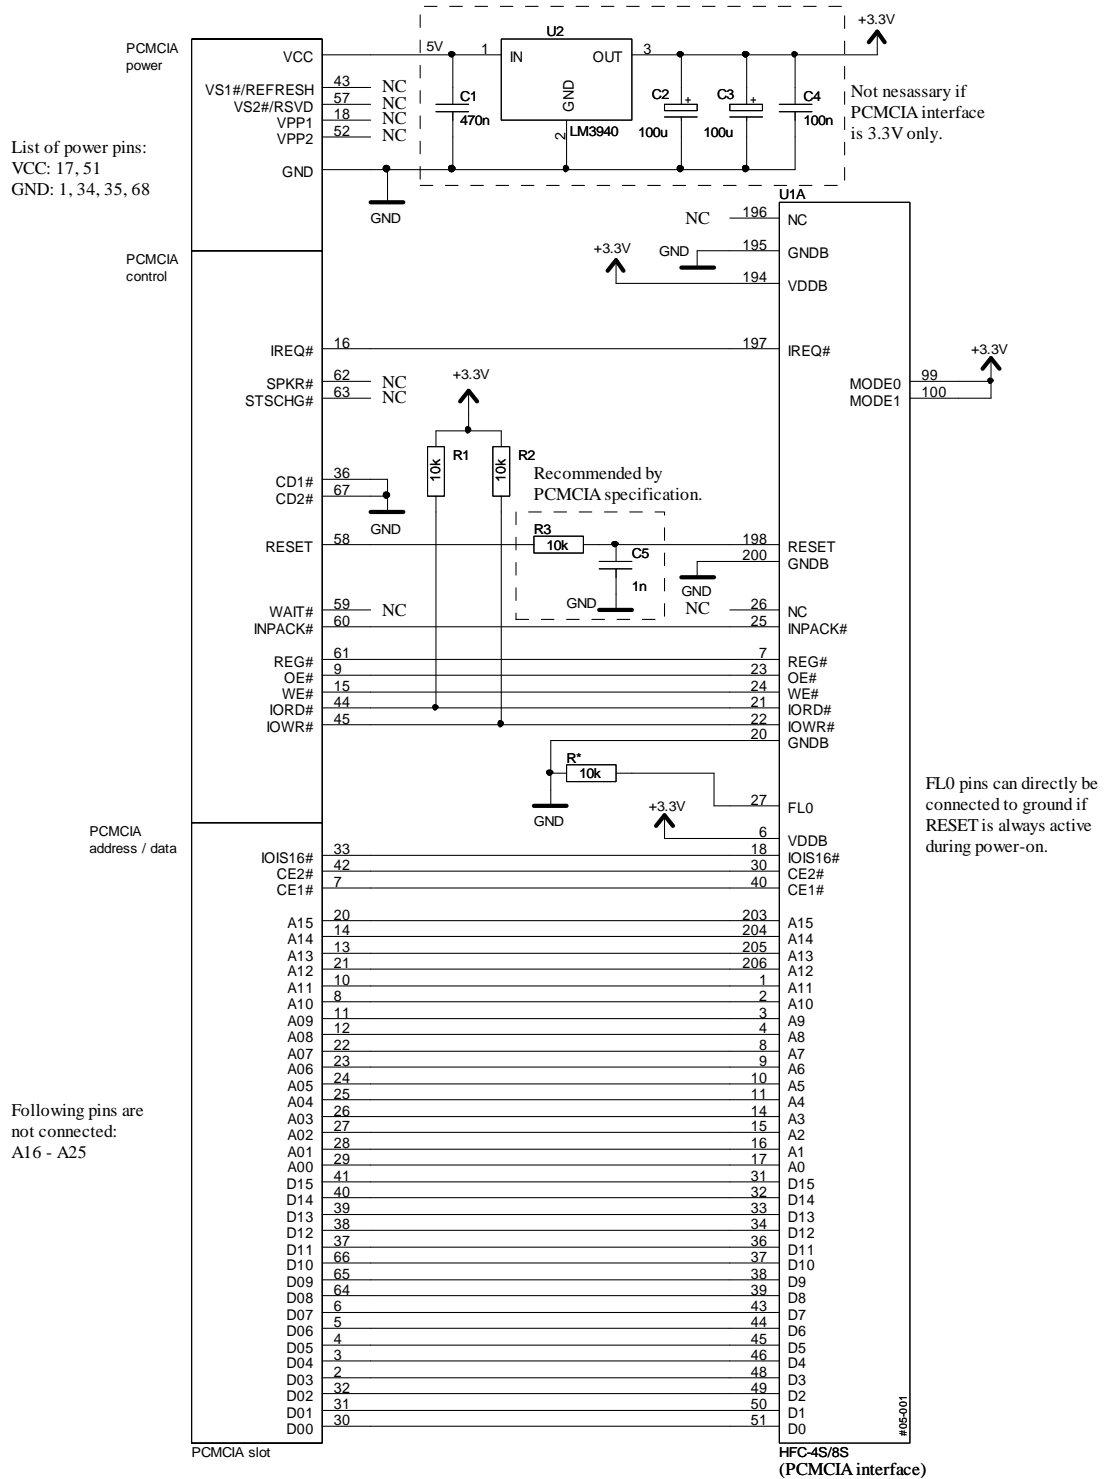 U2
PCMCIA
power
VCC
5V
1
IN
OUT
3
+3.3V
GND
LM3940
2
C1
470n
C2
+
100u
C3
+
100u
C4
100n
Not nesassary if
PCMCIA interface
is 3.3V only.
VS1#/REFRESH 43 NC
VS2#/RSVD 57 NC
VPP1 18 NC
VPP2 52 NC
GND
GND
List of power pins:
VCC: 17, 51
GND: 1, 34, 35, 68
U1A
NC 196 NC
GND 195 GNDB
+3.3V 194 VDDB
PCMCIA
control
IREQ# 16 197 IREQ#
SPKR# 62 NC
STSCHG# 63 NC
+3.3V
+3.3V
MODE0 99
MODE1 100
R1
10k
R2
10k
Recommended by
PCMCIA specification.
CD1# 36
CD2# 67
GND
RESET 58 198 RESET
R3
10k
C5
1n
GND
200 GNDB
GND
WAIT# 59 NC
NC 26 NC
INPACK# 60 25 INPACK#
REG# 61 7 REG#
OE# 9 23 OE#
WE# 15 24 WE#
IORD# 44 21 IORD#
IOWR# 45 22 IOWR#
20 GNDB
R*
10k
GND
27 FL0
+3.3V
6 VDDB
FL0 pins can directly be
connected to ground if
RESET is always active
during power-on.
PCMCIA
address / data
IOIS16# 33 18 IOIS16#
CE2# 42 30 CE2#
CE1# 7 40 CE1#
A15 20 203 A15
A14 14 204 A14
A13 13 205 A13
A12 21 206 A12
A11 10 1 A11
A10 8 2 A10
A09 11 3 A9
A08 12 4 A8
A07 22 8 A7
A06 23 9 A6
A05 24 10 A5
A04 25 11 A4
A03 26 14 A3
A02 27 15 A2
A01 28 16 A1
A00 29 17 A0
D15 41 31 D15
D14 40 32 D14
D13 39 33 D13
D12 38 34 D12
D11 37 36 D11
D10 66 37 D10
D09 65 38 D9
D08 64 39 D8
D07 6 43 D7
D06 5 44 D6
D05 4 45 D5
D04 3 46 D4
D03 2 48 D3
D02 32 49 D2
D01 31 50 D1
D00 30 51 D0
Following pins are
not connected:
A16 - A25
#05-001
PCMCIA slot
HFC-4S/8S
(PCMCIA interface)